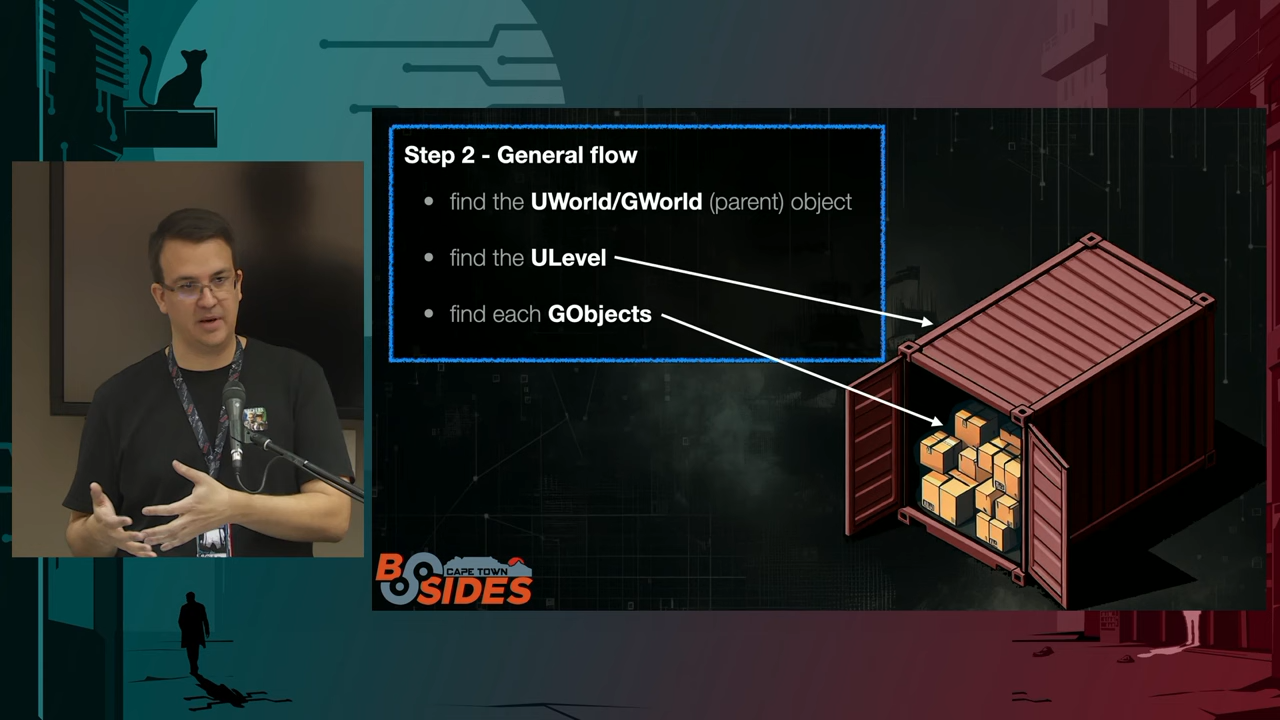 Step 2 - General flow
• find the UWorld/GWorld (parent) object
• find the ULevel
• find each GObjects
BSIDES
CAPE TOWN